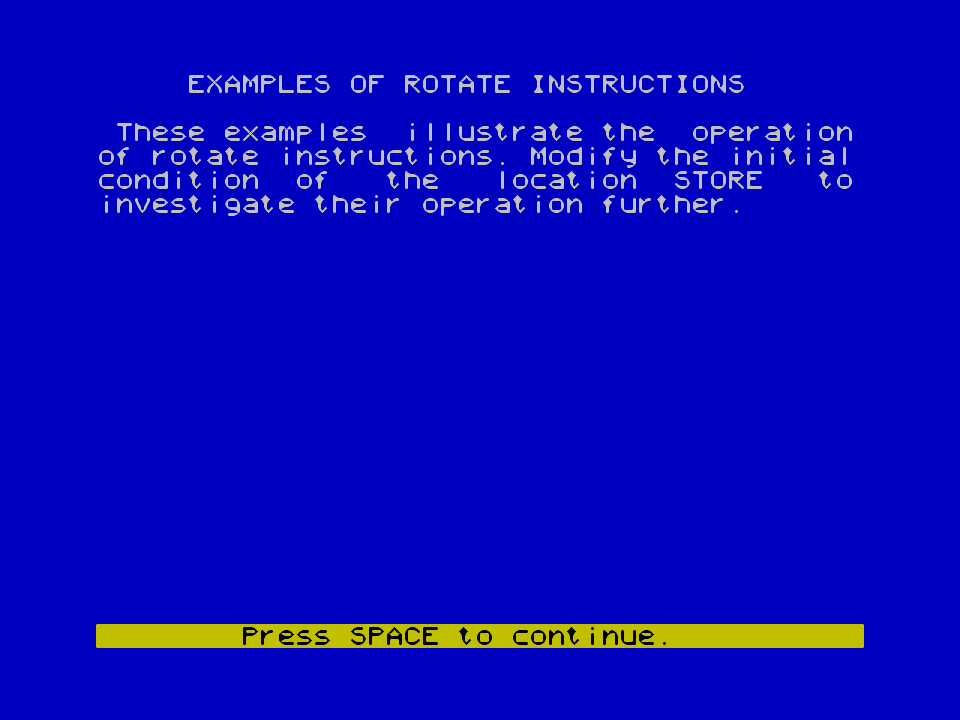 EXAMPLES OF ROTATE INSTRUCTIONS
These examples illustrate the operation
of rotate instructions. Modify the initial
condition of the location STORE to
investigate their operation further.
Press SPACE to continue.